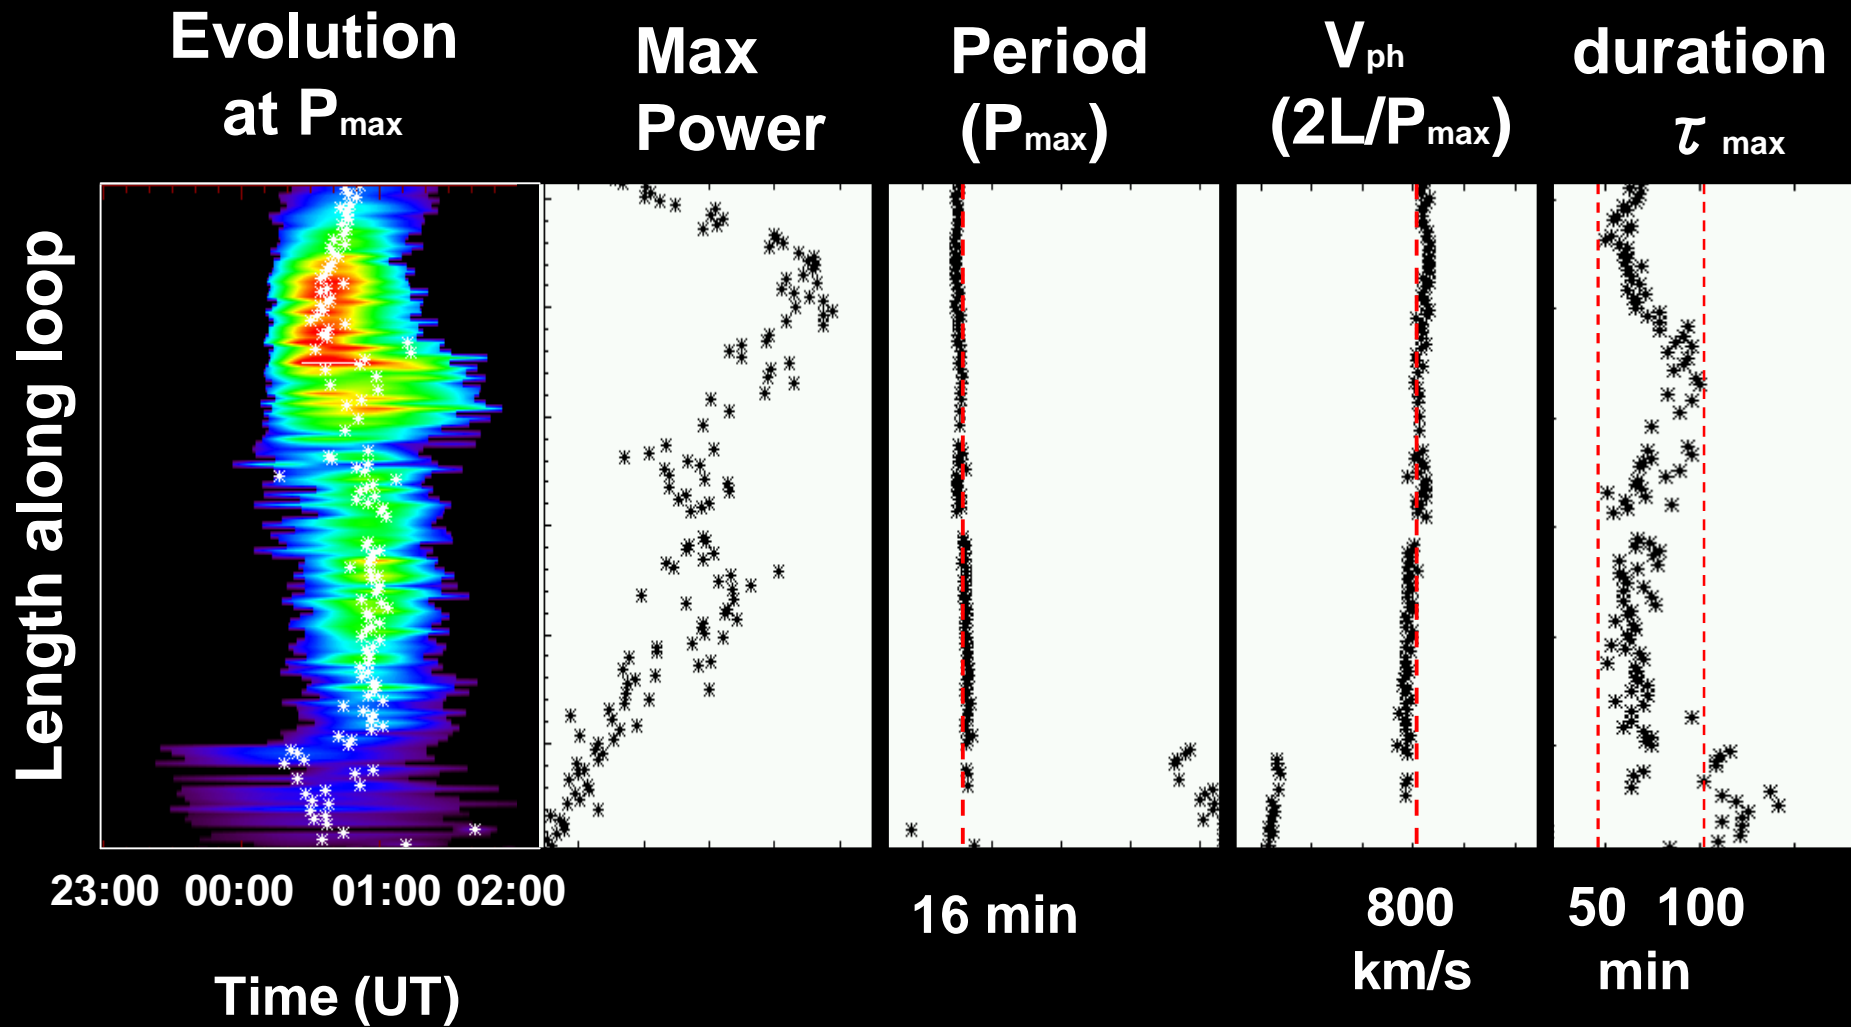 Evolution
at Pmax
Max
Power
Period
(Pmax)
Vph
(2L/Pmax)
duration
τ max
Length along loop
23:00 00:00 01:00 02:00
Time (UT)
16 min
800
km/s
50 100
min